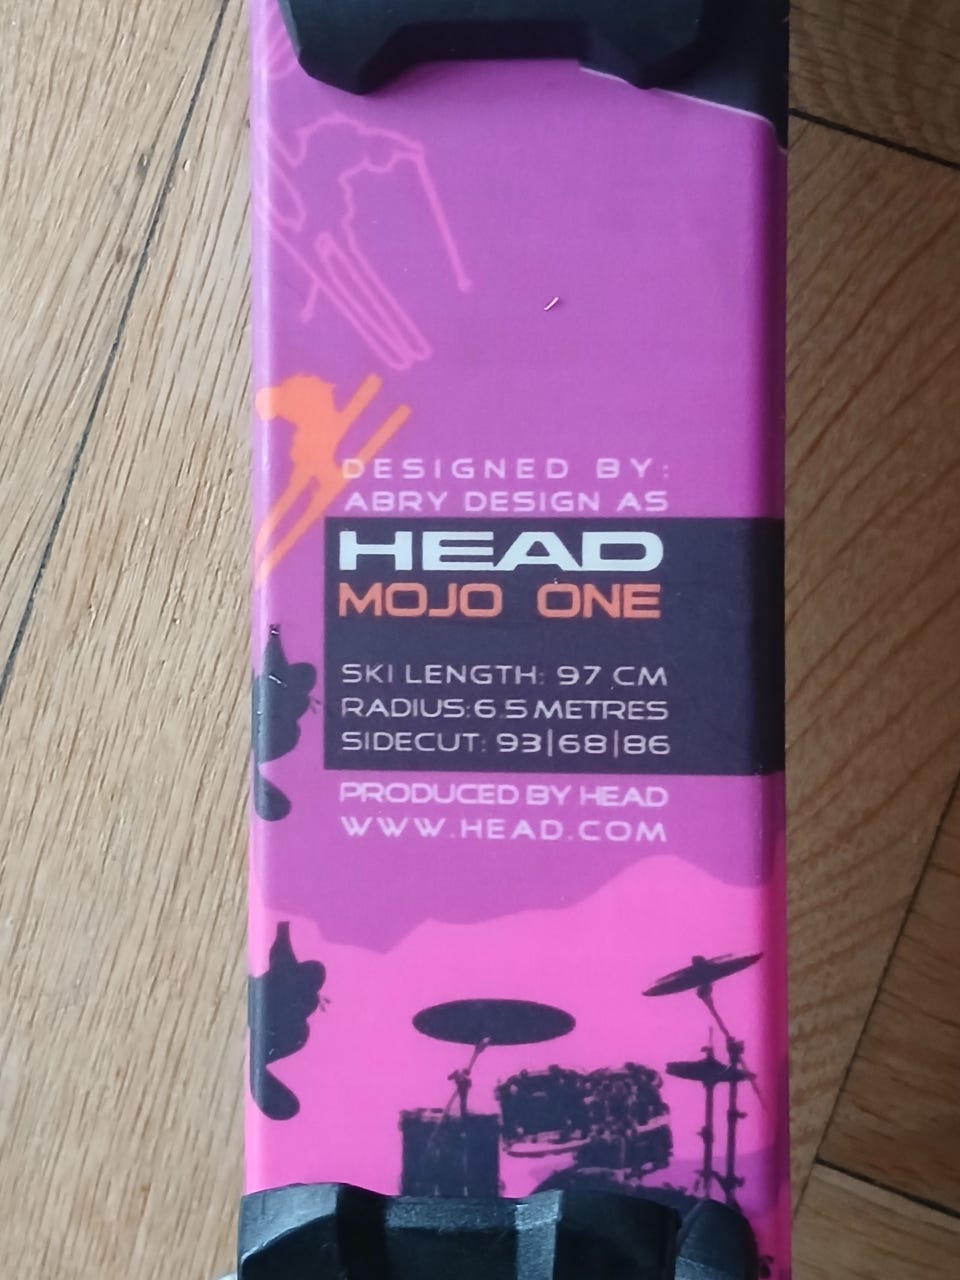 DESIGNED BY:
ABRY DESIGN AS
HEAD
MOJO ONE
SKI LENGTH: 97 CM
RADIUS: 6.5 METRES
SIDECUT: 93|68|86
PRODUCED BY HEAD
WWW.HEAD.COM